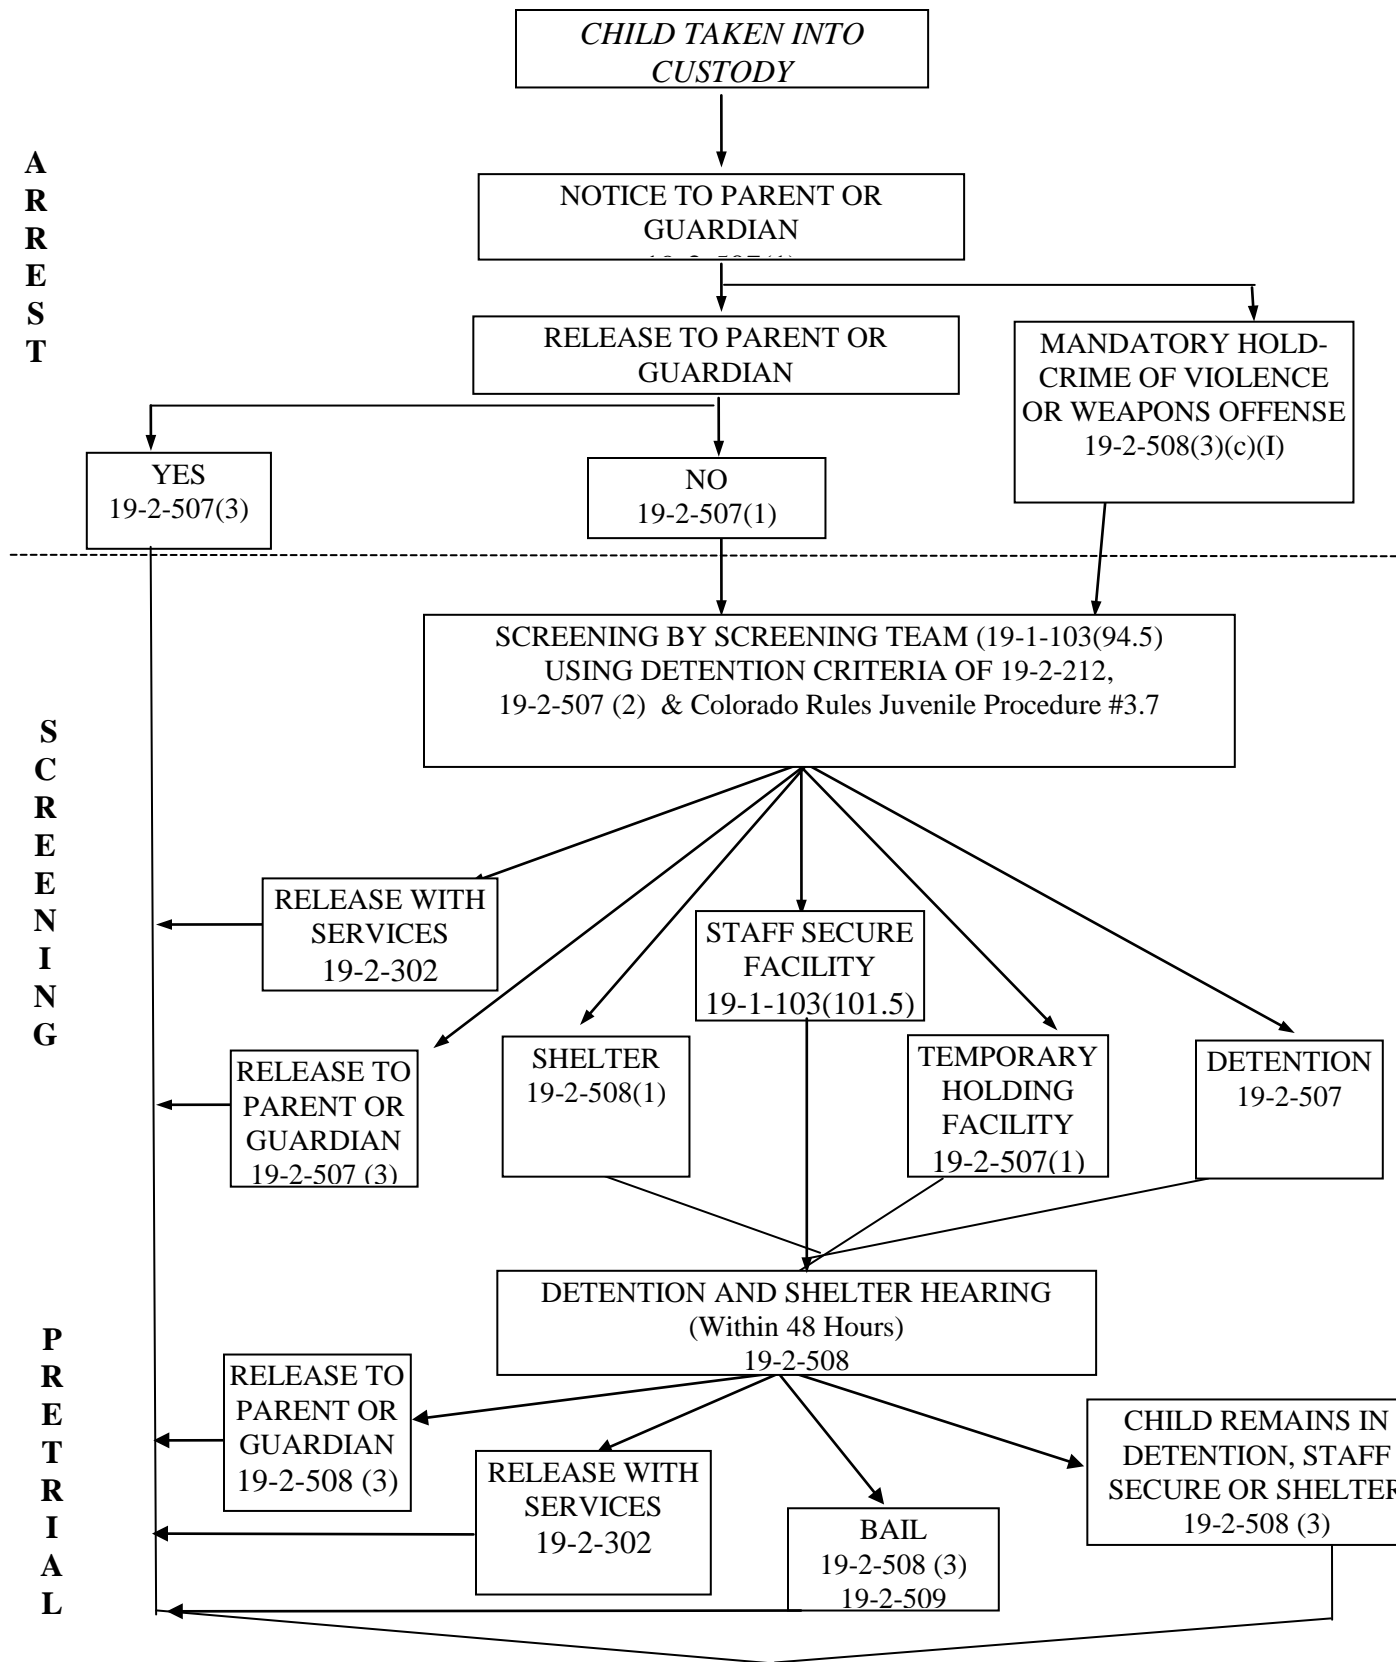 CHILD TAKEN INTO
CUSTODY
ARREST
NOTICE TO PARENT OR
GUARDIAN
RELEASE TO PARENT OR
GUARDIAN
MANDATORY HOLD-
CRIME OF VIOLENCE
OR WEAPONS OFFENSE
19-2-508(3)(c)(I)
YES
19-2-507(3)
NO
19-2-507(1)
SCREENING BY SCREENING TEAM (19-1-103(94.5)
USING DETENTION CRITERIA OF 19-2-212,
19-2-507 (2) & Colorado Rules Juvenile Procedure #3.7
SCREENING
RELEASE WITH
SERVICES
19-2-302
STAFF SECURE
FACILITY
19-1-103(101.5)
RELEASE TO
PARENT OR
GUARDIAN
19-2-507 (3)
SHELTER
19-2-508(1)
TEMPORARY
HOLDING
FACILITY
19-2-507(1)
DETENTION
19-2-507
DETENTION AND SHELTER HEARING
(Within 48 Hours)
19-2-508
PRETRIAL
RELEASE TO
PARENT OR
GUARDIAN
19-2-508 (3)
RELEASE WITH
SERVICES
19-2-302
BAIL
19-2-508 (3)
19-2-509
CHILD REMAINS IN
DETENTION, STAFF
SECURE OR SHELTER
19-2-508 (3)